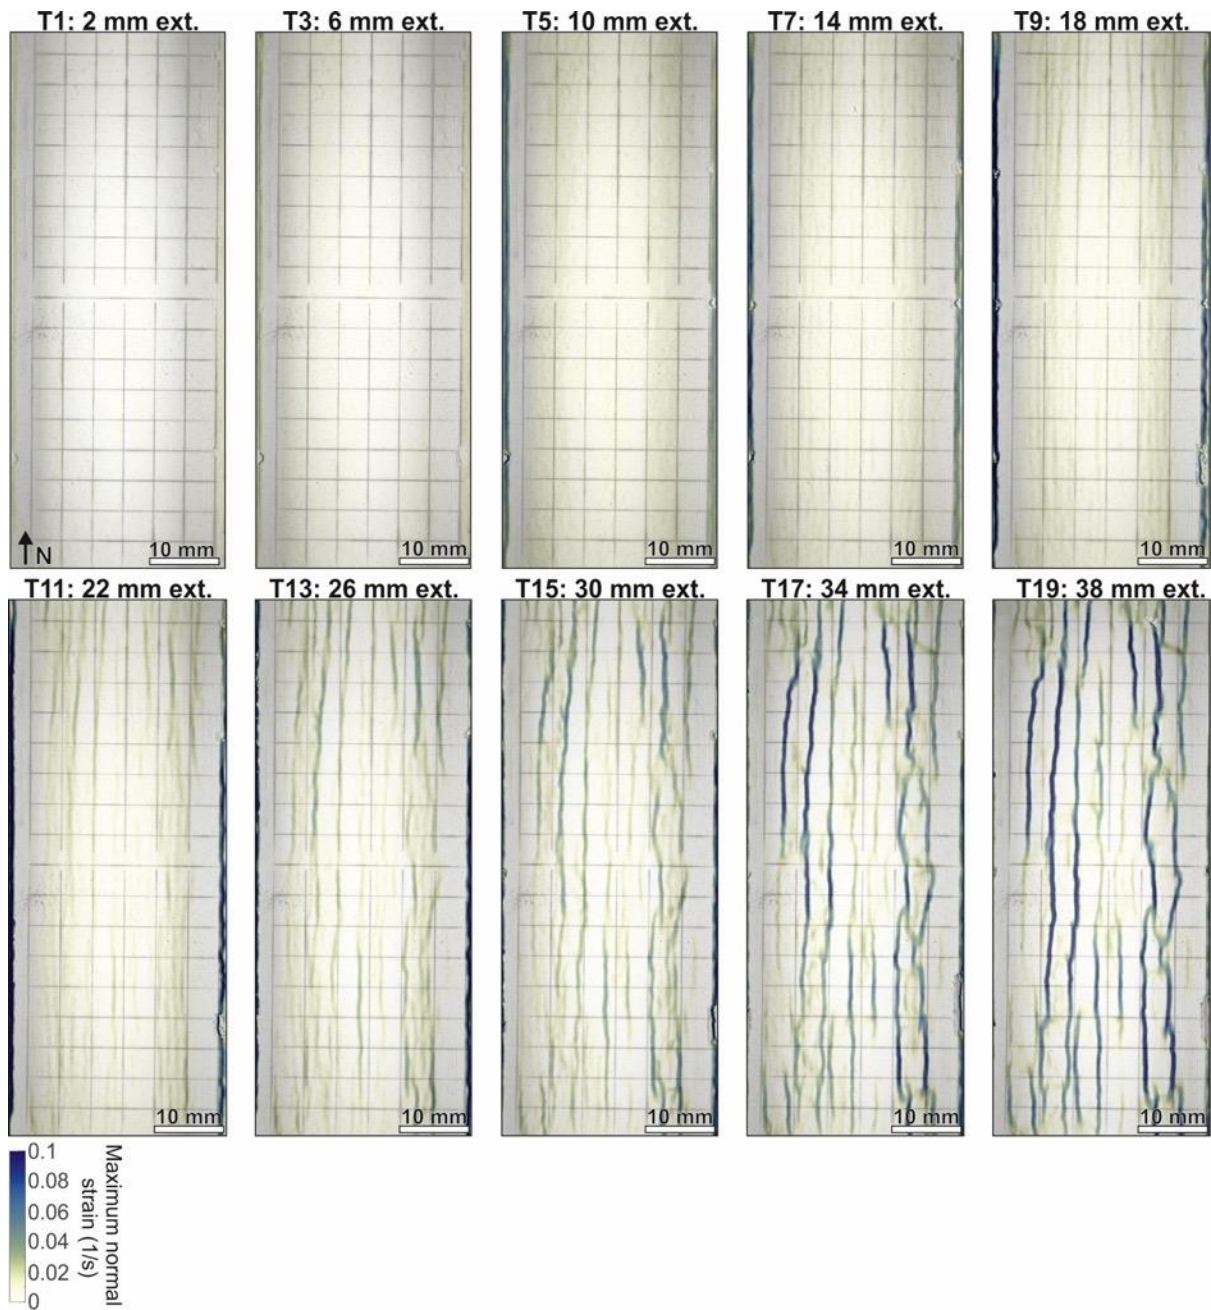 T1: 2 mm ext.
T3: 6 mm ext.
T5: 10 mm ext.
T7: 14 mm ext.
T9: 18 mm ext.
N
10 mm
10 mm
10 mm
10 mm
10 mm
T11: 22 mm ext.
T13: 26 mm ext.
T15: 30 mm ext.
T17: 34 mm ext.
T19: 38 mm ext.
10 mm
10 mm
10 mm
10 mm
10 mm
0.1
0.08
0.06
0.04
0.02
0
Maximum normal
strain (1/s)